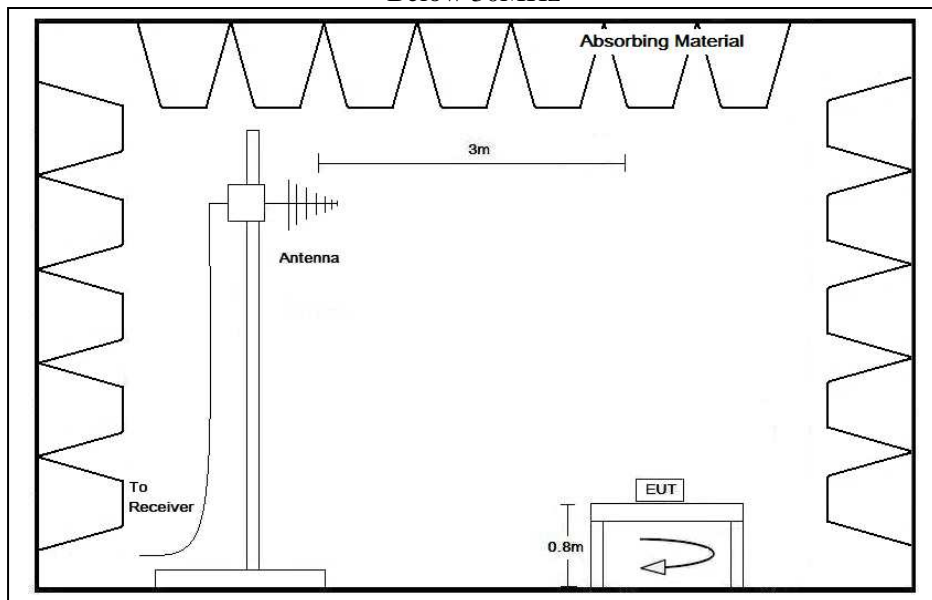 Absorbing Material
3m
Antenna
To
Receiver
EUT
0.8m